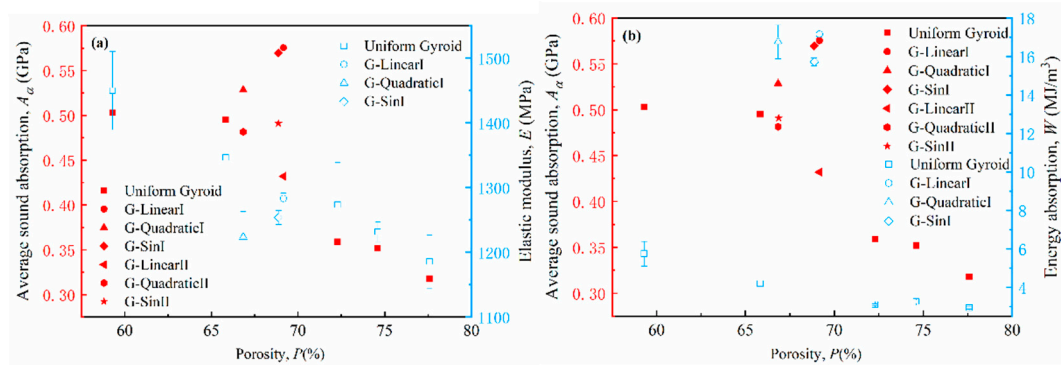 (a)
0.60
0.55
0.50
0.45
0.40
0.35
0.30
Average sound absorption, Aα (GPa)
Uniform Gyroid
G-LinearI
G-QuadraticI
G-SinI
Uniform Gyroid
G-LinearI
G-QuadraticI
G-SinI
G-LinearII
G-QuadraticII
G-SinII
1500
1400
1300
1200
1100
Elastic modulus, E (MPa)
60 65 70 75 80
Porosity, P(%)
(b)
0.60
0.55
0.50
0.45
0.40
0.35
0.30
Average sound absorption, Aα (GPa)
Uniform Gyroid
G-LinearI
G-QuadraticI
G-SinI
G-LinearII
G-QuadraticII
G-SinII
Uniform Gyroid
G-LinearI
G-QuadraticI
G-SinI
18
16
14
12
10
8
6
4
Energy absorption, W (MJ/m³)
60 65 70 75 80
Porosity, P(%)